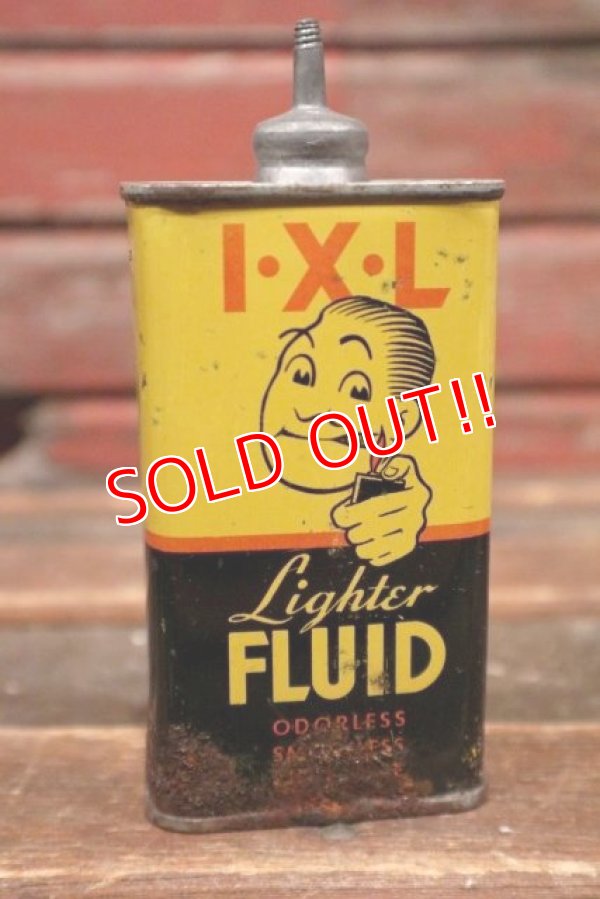 I·X·L
SOLD OUT!!
Lighter
FLUID
ODORLESS